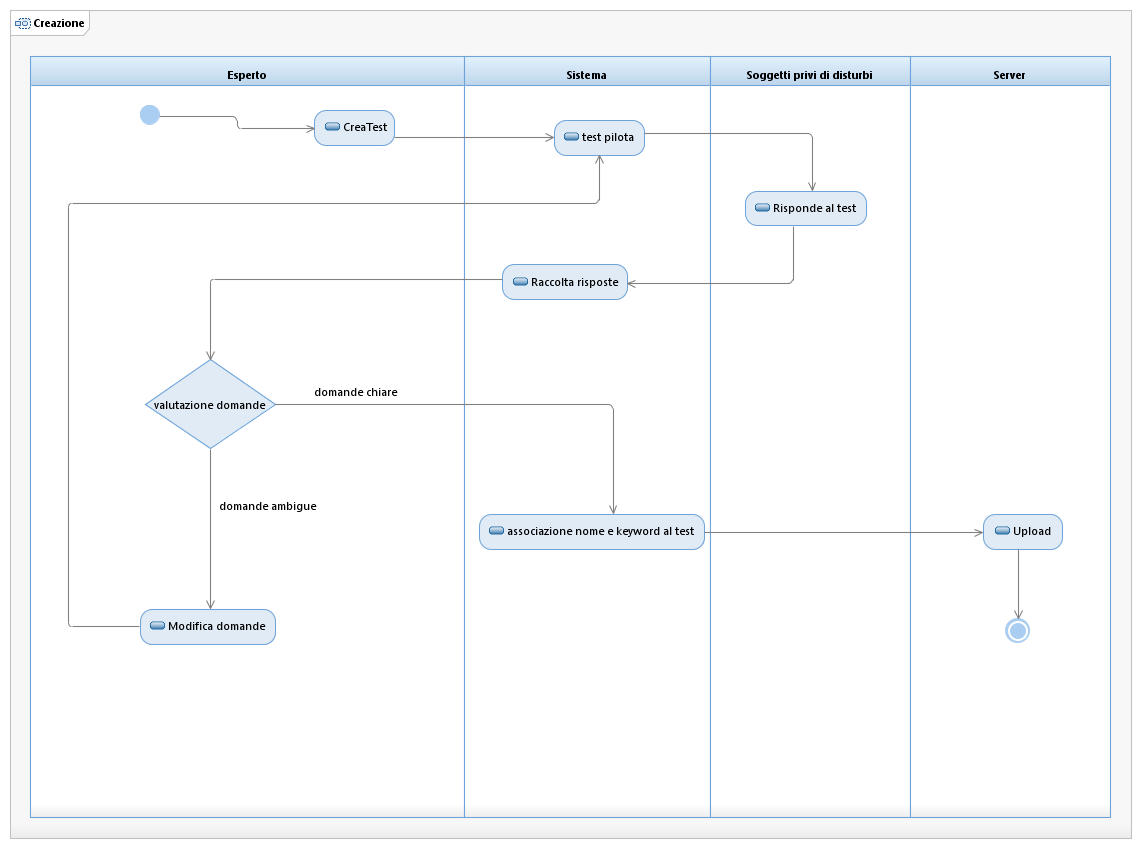 Creazione
Esperto
Sistema
Soggetti privi di disturbi
Server
CreaTest
test pilota
Risponde al test
Raccolta risposte
domande chiare
valutazione domande
domande ambigue
associazione nome e keyword al test
Upload
Modifica domande